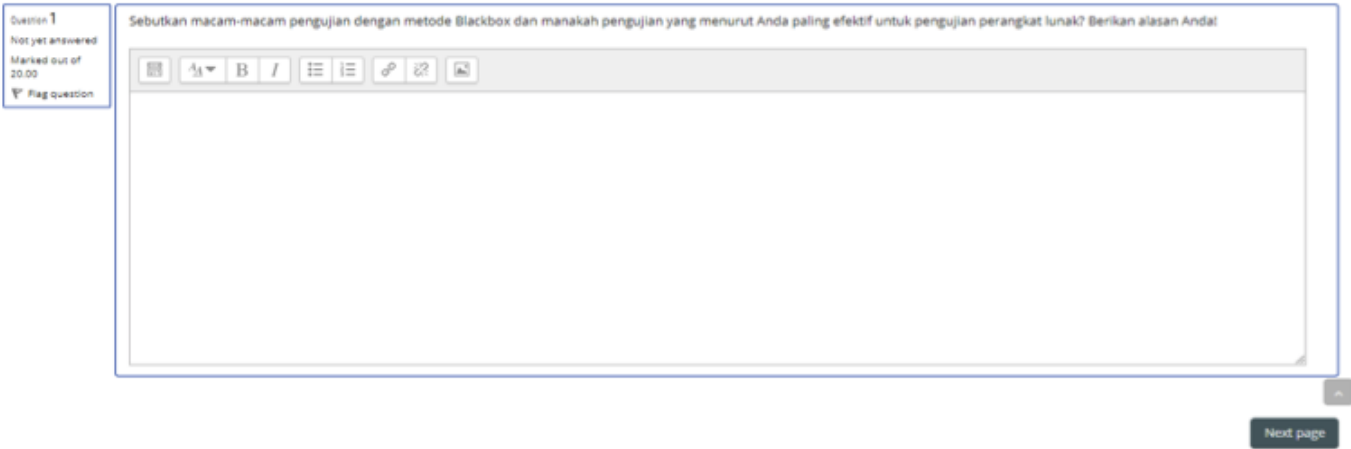 Question 1
Not yet answered
Marked out of
20.00
Flag question
Sebutkan macam-macam pengujian dengan metode Blackbox dan manakah pengujian yang menurut Anda paling efektif untuk pengujian perangkat lunak? Berikan alasan Anda!
B I
Next page